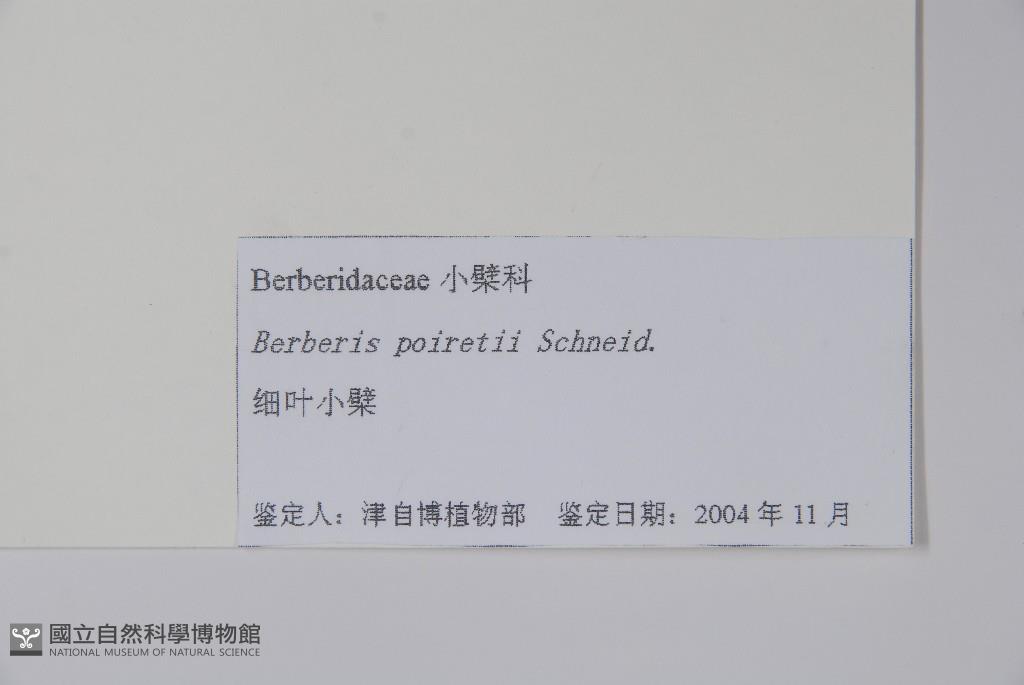 Berberidaceae 小檗科
Berberis poiretii Schneid.
细叶小檗
鉴定人：津自博植物部 鉴定日期：2004 年 11 月
國立自然科學博物館
NATIONAL MUSEUM OF NATURAL SCIENCE